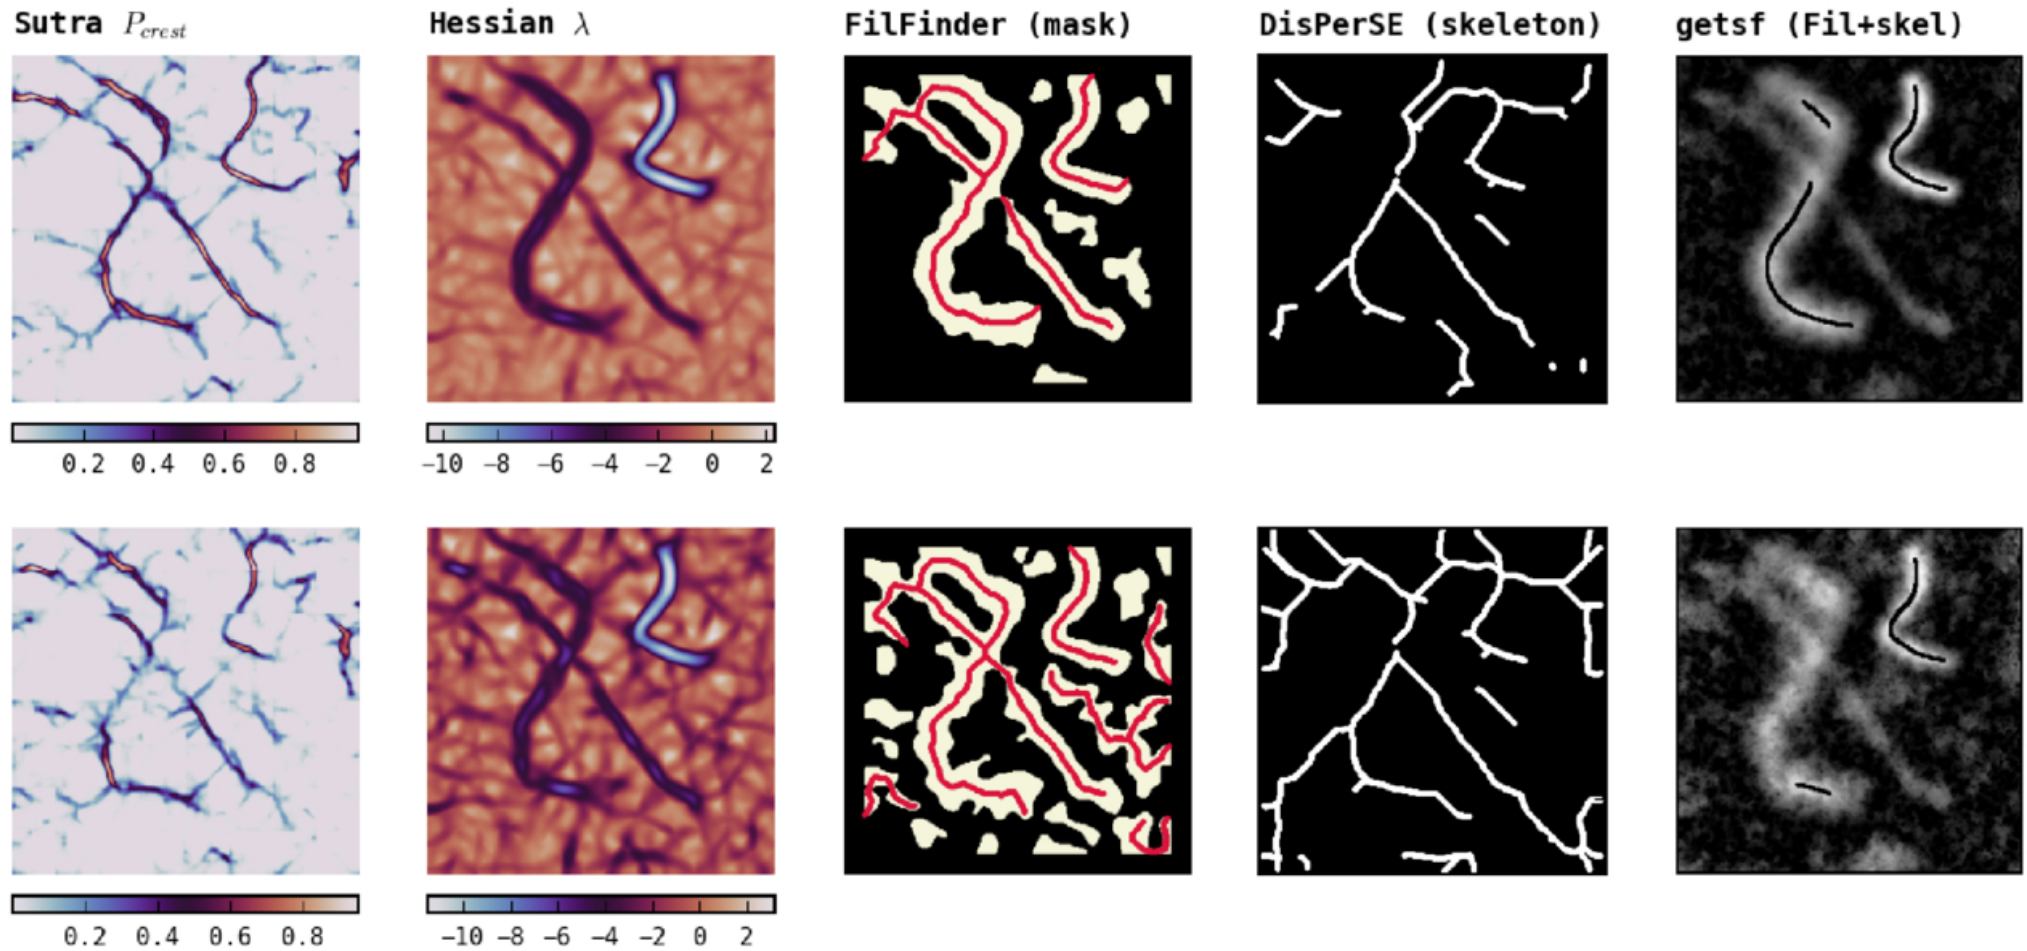 Sutra P_crest
Hessian λ
FilFinder (mask)
DisPerSE (skeleton)
getsf (Fil+skel)
0.2 0.4 0.6 0.8
−10 −8 −6 −4 −2 0 2
0.2 0.4 0.6 0.8
−10 −8 −6 −4 −2 0 2